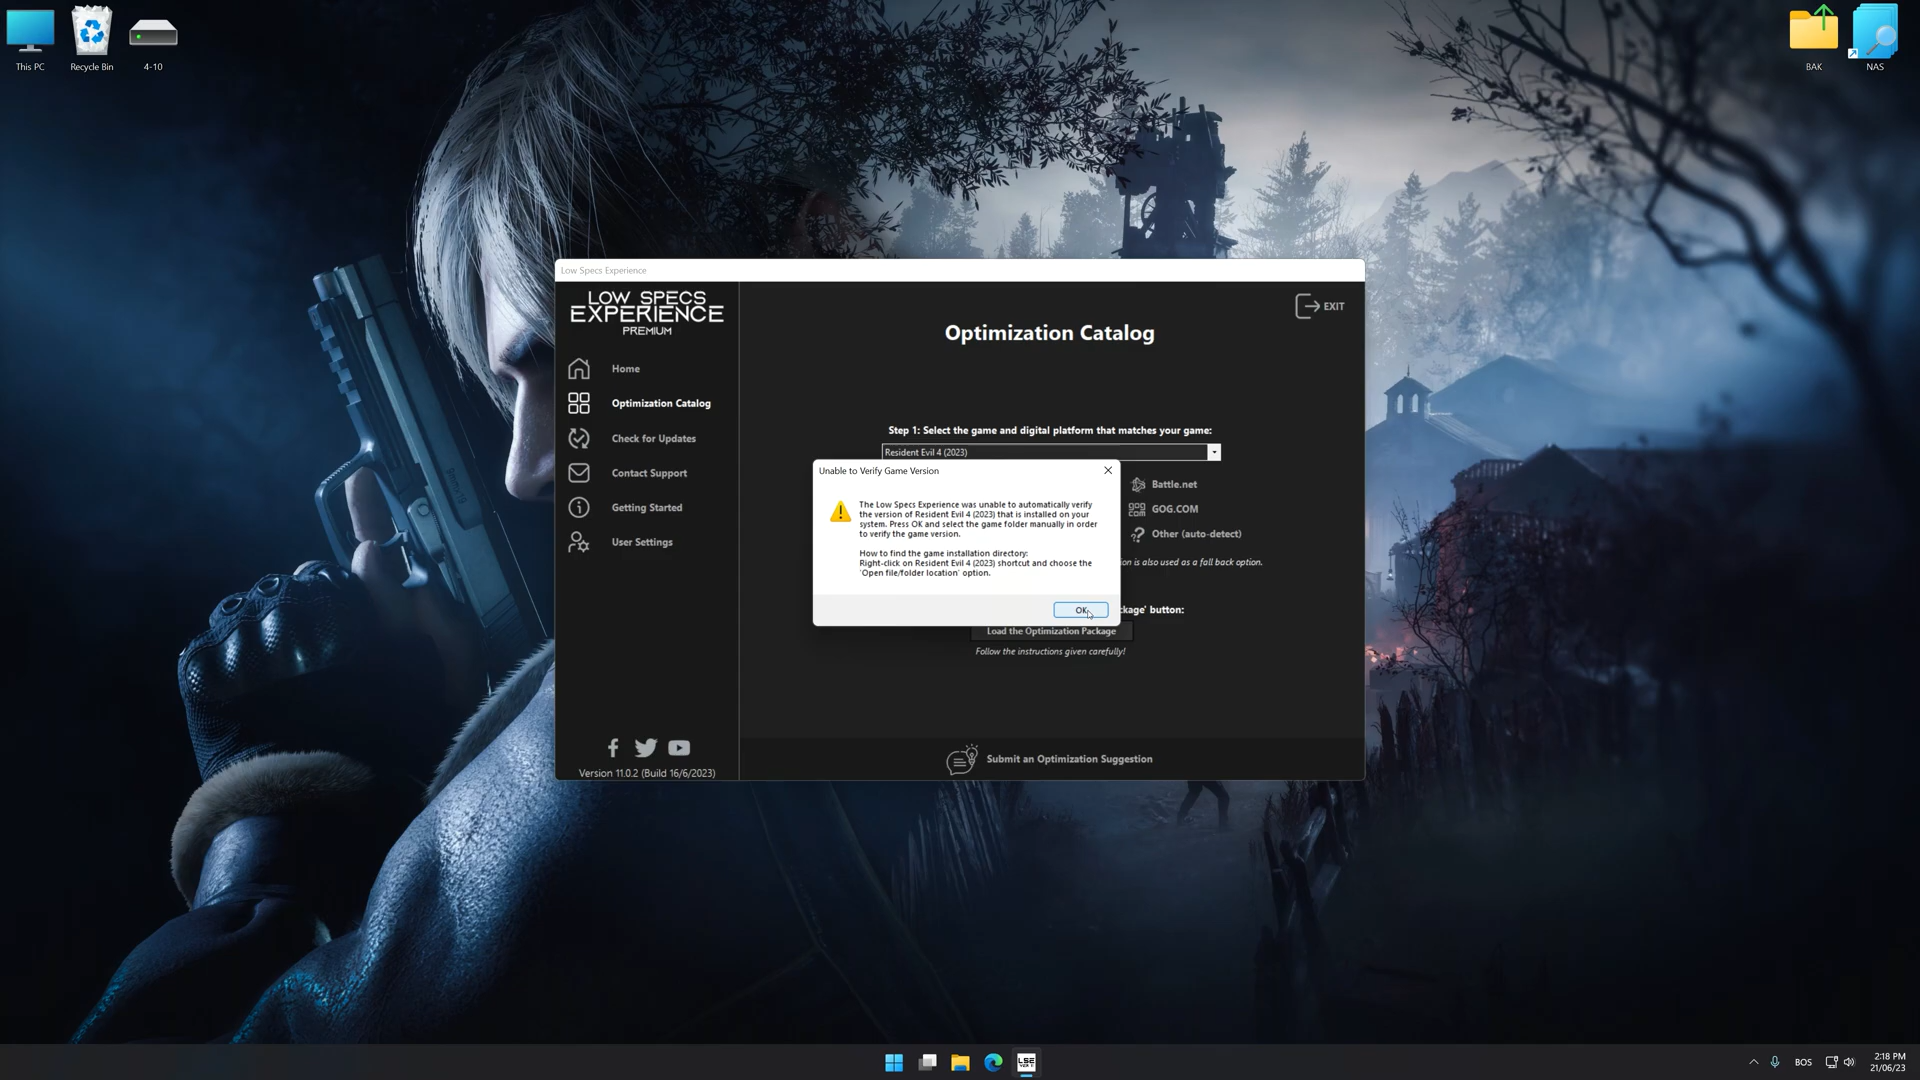 This PC
Recycle Bin
4-10
BAK
NAS
Low Specs Experience
LOW SPECS
EXPERIENCE
PREMIUM
Home
Optimization Catalog
Check for Updates
Contact Support
Getting Started
User Settings
Version 11.0.2 (Build 16/6/2023)
EXIT
Optimization Catalog
Step 1: Select the game and digital platform that matches your game:
Resident Evil 4 (2023)
Battle.net
GOG.COM
Other (auto-detect)
ion is also used as a fall back option.
Unable to Verify Game Version
The Low Specs Experience was unable to automatically verify
the version of Resident Evil 4 (2023) that is installed on your
system. Press OK and select the game folder manually in order
to verify the game version.
How to find the game installation directory:
Right-click on Resident Evil 4 (2023) shortcut and choose the
'Open file/folder location' option.
OK
ckage' button:
Load the Optimization Package
Follow the instructions given carefully!
Submit an Optimization Suggestion
LSE
BOS
2:18 PM
21/06/23